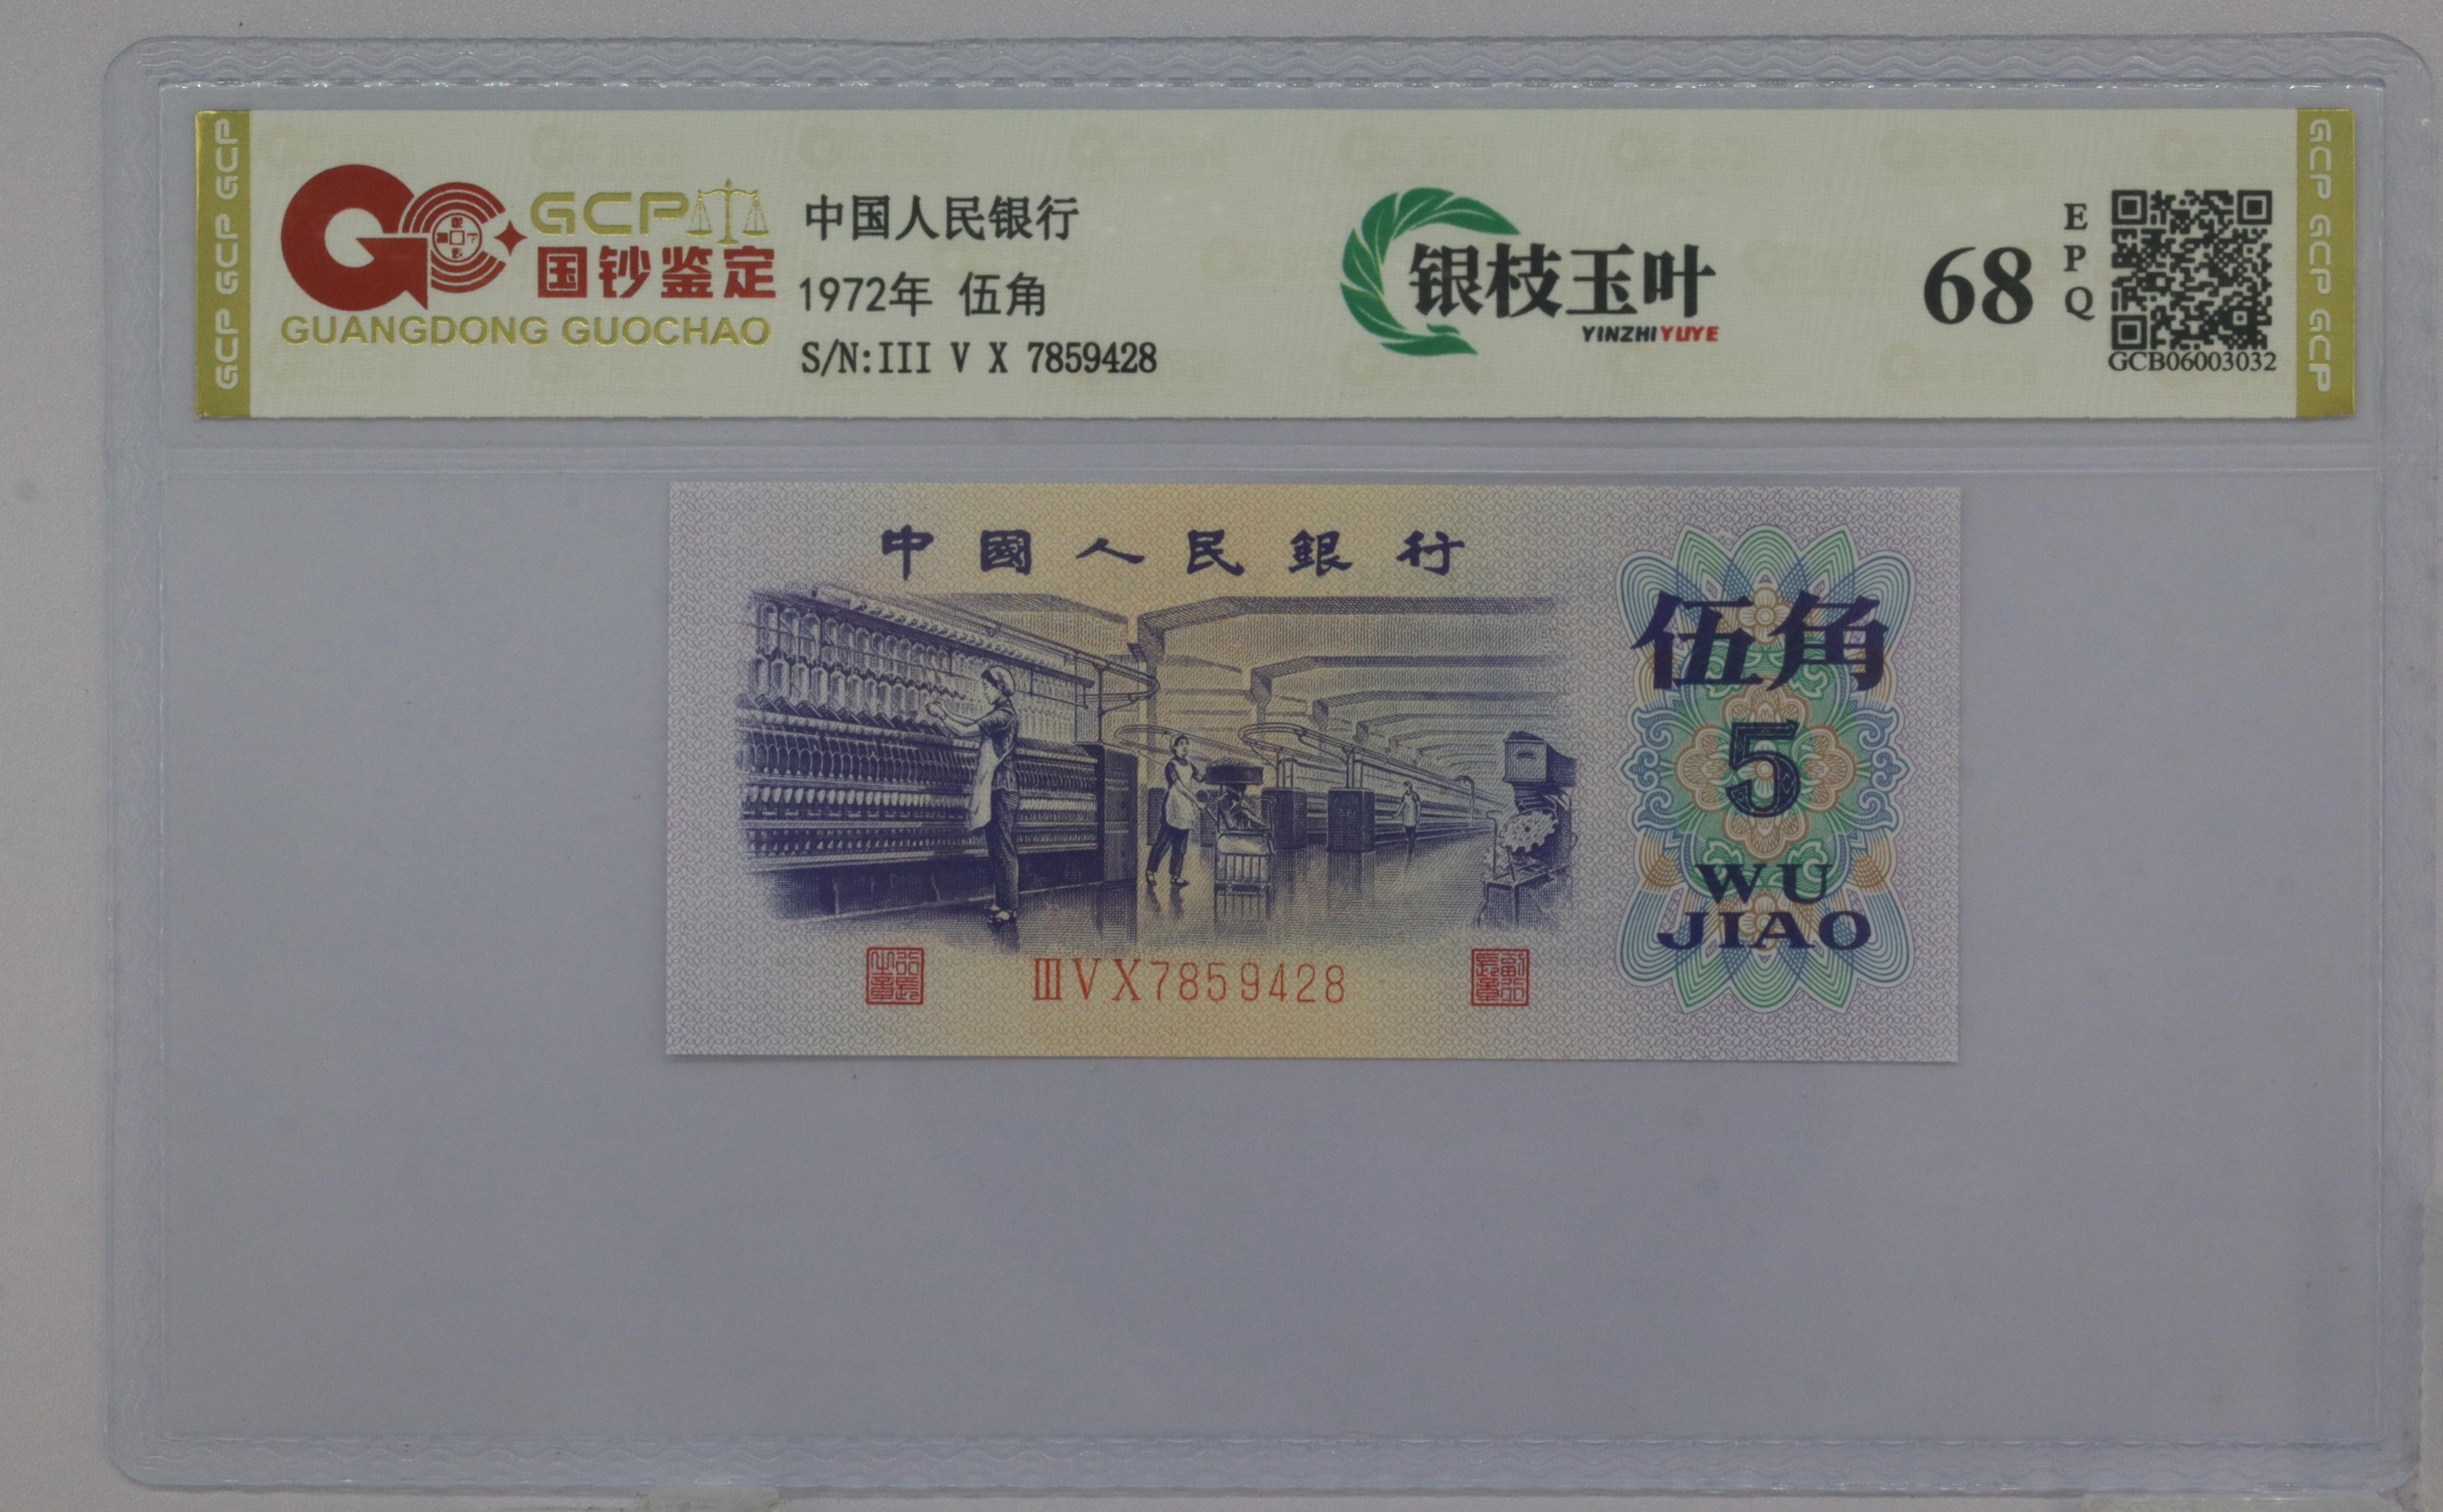 GCP GCP GCP
GCP
国钞鉴定
GUANGDONG GUOCHAO
中国人民银行
1972年 伍角
S/N:III V X 7859428
银枝玉叶
YINZHIYUYE
68
EPQ
GCB06003032
GCP GCP GCP
中國人民銀行
伍角
5
WU
JIAO
ⅢⅤⅩ7859428